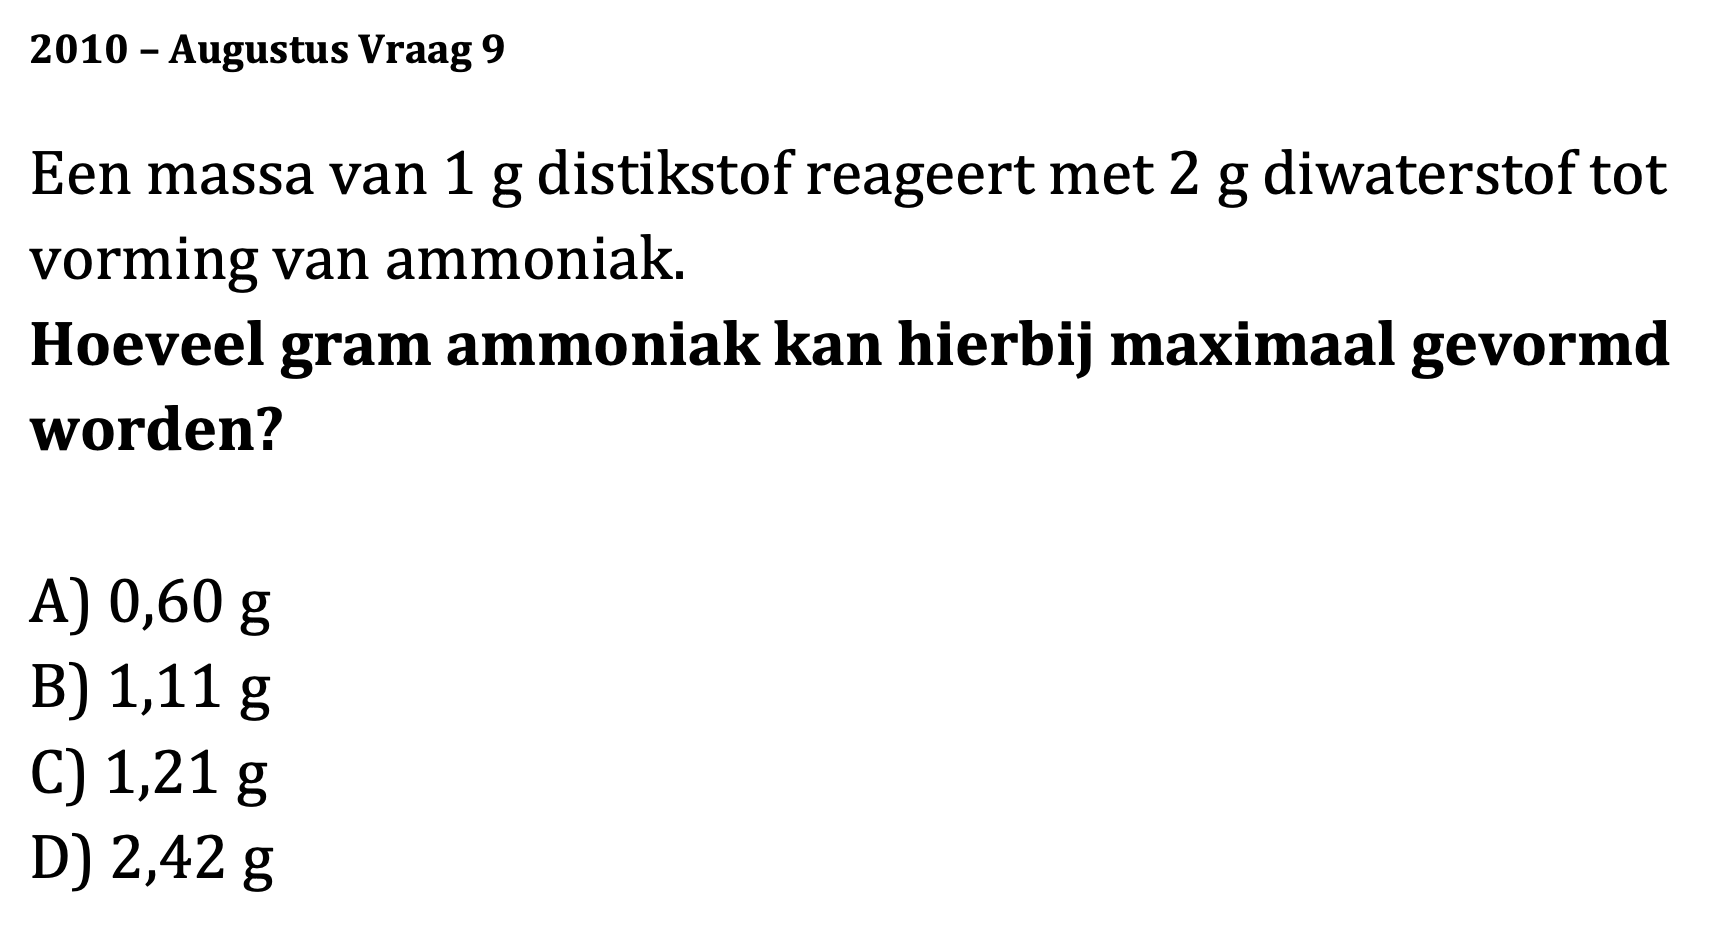 2010 – Augustus Vraag 9
Een massa van 1 g distikstof reageert met 2 g diwaterstof tot
vorming van ammoniak.
Hoeveel gram ammoniak kan hierbij maximaal gevormd
worden?
A) 0,60 g
B) 1,11 g
C) 1,21 g
D) 2,42 g